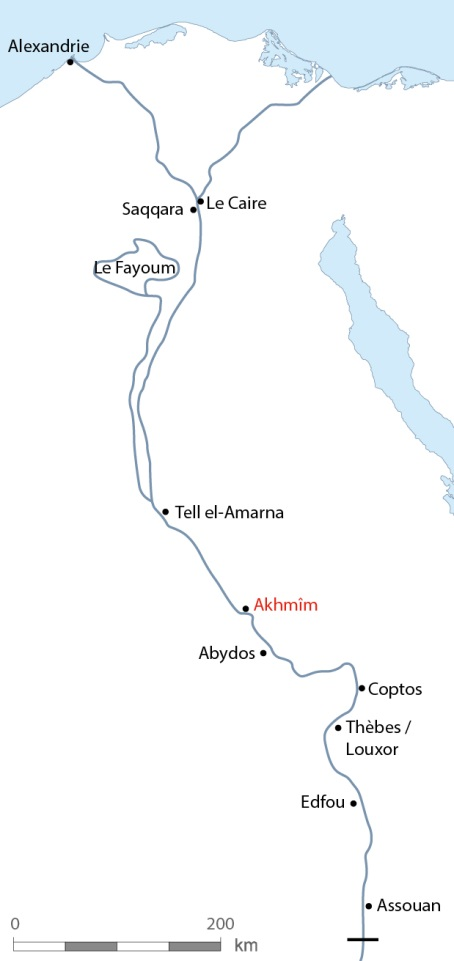 Alexandrie
Le Caire
Saqqara
Le Fayoum
Tell el-Amarna
Akhmîm
Abydos
Coptos
Thèbes /
Louxor
Edfou
Assouan
0 200
km